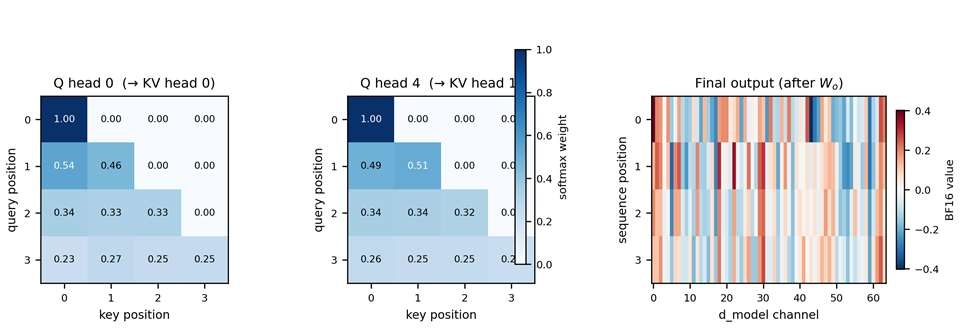 Q head 0 (→ KV head 0)
0
1
2
3
query position
1.00 0.00 0.00 0.00
0.54 0.46 0.00 0.00
0.34 0.33 0.33 0.00
0.23 0.27 0.25 0.25
0 1 2 3
key position
Q head 4 (→ KV head 1
0
1
2
3
query position
1.00 0.00 0.00
0.49 0.51 0.00
0.34 0.34 0.32
0.26 0.25 0.25
0 1 2 3
key position
1.0
0.8
0.6
0.4
0.2
0.0
softmax weight
Final output (after Wₒ)
0
1
2
3
sequence position
0 10 20 30 40 50 60
d_model channel
0.4
0.2
0.0
−0.2
−0.4
BF16 value